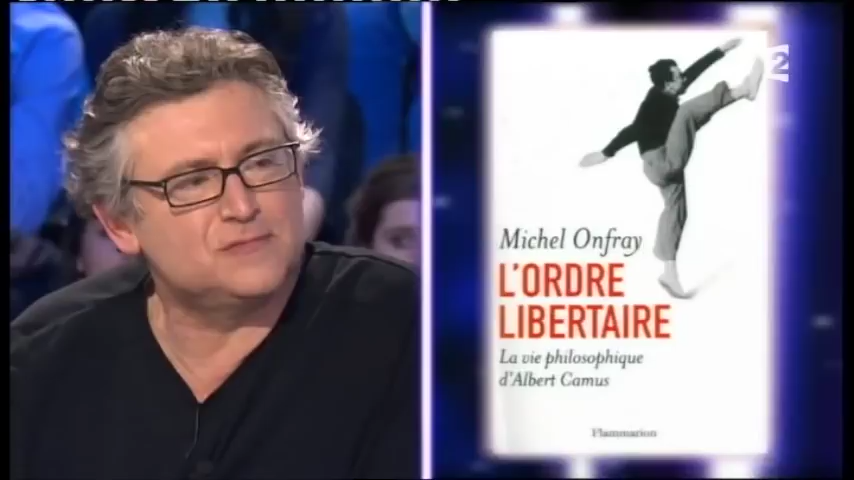 2
Michel Onfray
L'ORDRE
LIBERTAIRE
La vie philosophique
d'Albert Camus
Flammarion